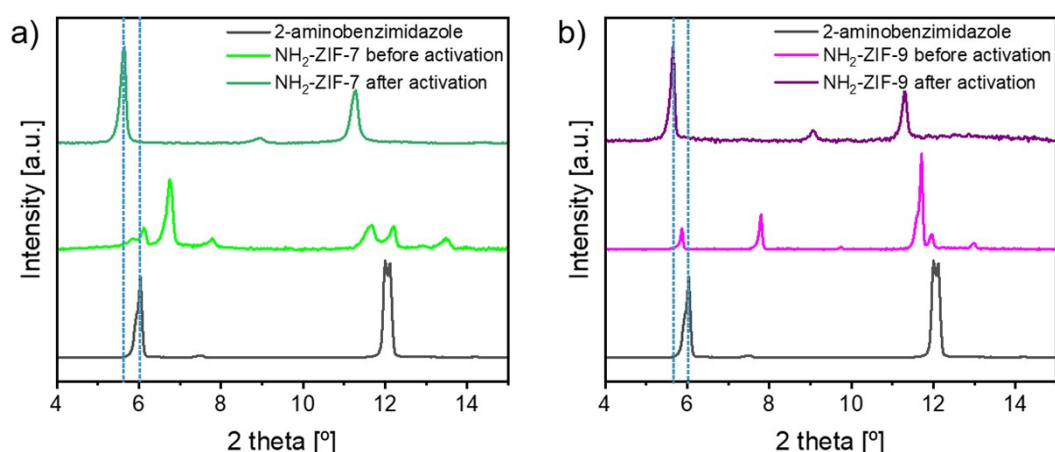 a)
2-aminobenzimidazole
NH₂-ZIF-7 before activation
NH₂-ZIF-7 after activation
Intensity [a.u.]
4 6 8 10 12 14
2 theta [º]
b)
2-aminobenzimidazole
NH₂-ZIF-9 before activation
NH₂-ZIF-9 after activation
Intensity [a.u.]
4 6 8 10 12 14
2 theta [º]